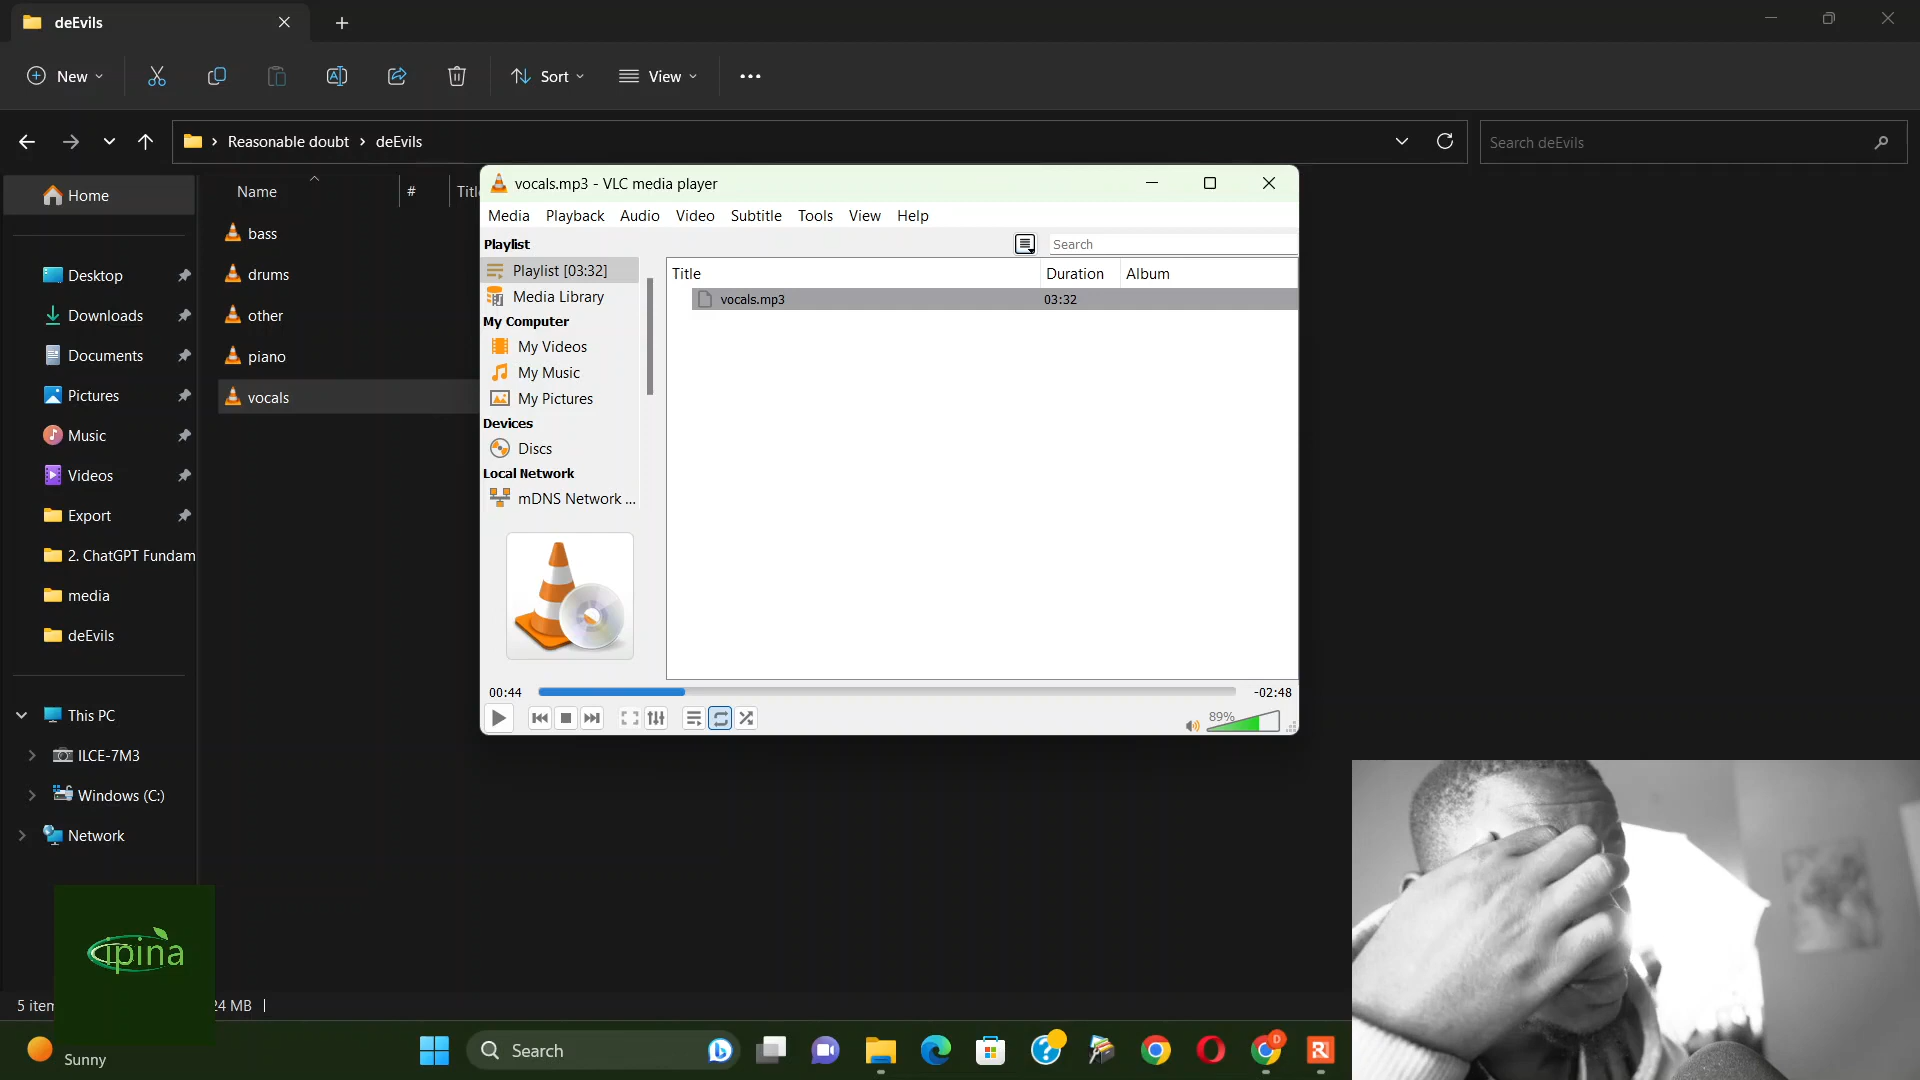 deEvils
New
Sort
View
Reasonable doubt > deEvils
Search deEvils
Home
Desktop
Downloads
Documents
Pictures
Music
Videos
Export
2. ChatGPT Fundam
media
deEvils
This PC
ILCE-7M3
Windows (C:)
Network
Name
#
bass
drums
other
piano
vocals
vocals.mp3 - VLC media player
Media Playback Audio Video Subtitle Tools View Help
Playlist
Search
Playlist [03:32]
Media Library
My Computer
My Videos
My Music
My Pictures
Devices
Discs
Local Network
mDNS Network ...
Title Duration Album
vocals.mp3 03:32
00:44
-02:48
89%
ipina
5 item
MB
Sunny
Search
D